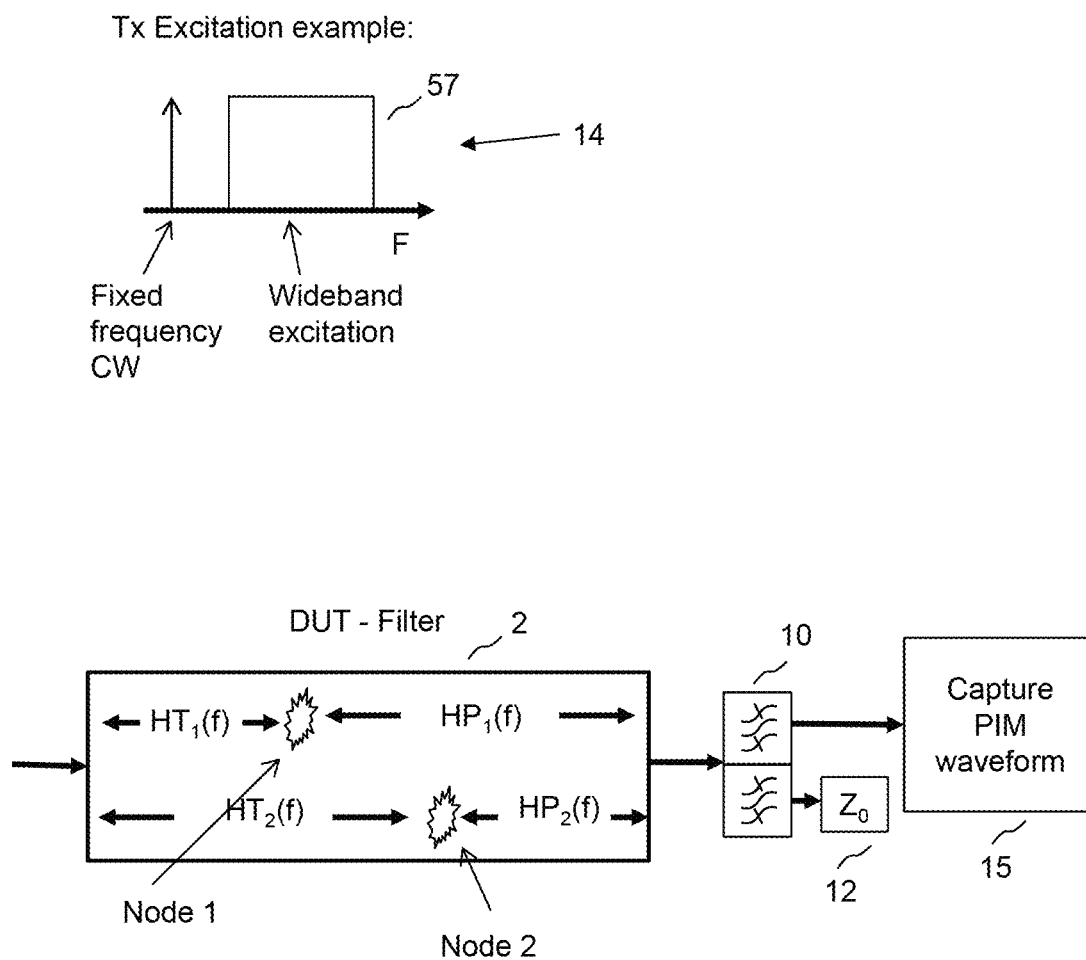 Tx Excitation example:
57
14
F
Fixed
frequency
CW
Wideband
excitation
DUT - Filter
2
10
Capture
PIM
waveform
HT₁(f)
HP₁(f)
HT₂(f)
HP₂(f)
Z₀
12
15
Node 1
Node 2